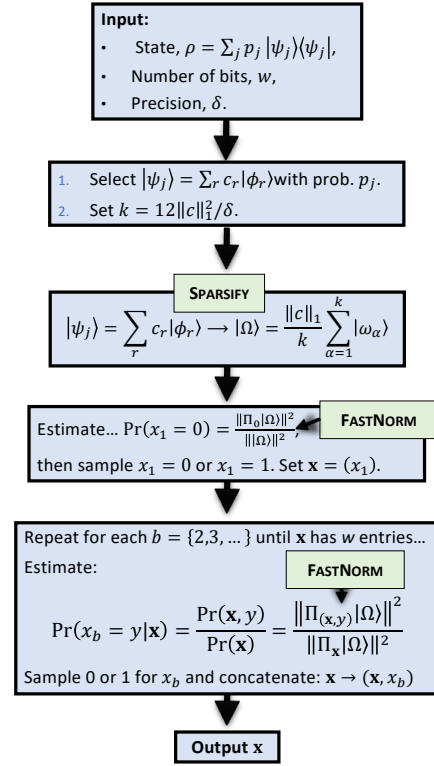 Input:
• State, ρ = ∑_j p_j |ψ_j⟩⟨ψ_j|,
• Number of bits, w,
• Precision, δ.
1. Select |ψ_j⟩ = ∑_r c_r|ϕ_r⟩with prob. p_j.
2. Set k = 12‖c‖_1^2/δ.
SPARSIFY
|ψ_j⟩ = ∑_r c_r|ϕ_r⟩ ⟶ |Ω⟩ = ‖c‖_1/k ∑_{α=1}^k |ω_α⟩
Estimate… Pr(x_1 = 0) = ‖Π_0|Ω⟩‖^2/‖|Ω⟩‖^2,
FASTNORM
then sample x_1 = 0 or x_1 = 1. Set x = (x_1).
Repeat for each b = {2,3, … } until x has w entries…
Estimate:
FASTNORM
Pr(x_b = y|x) = Pr(x, y)/Pr(x) = ‖Π_(x,y)|Ω⟩‖^2/‖Π_x|Ω⟩‖^2
Sample 0 or 1 for x_b and concatenate: x → (x, x_b)
Output x